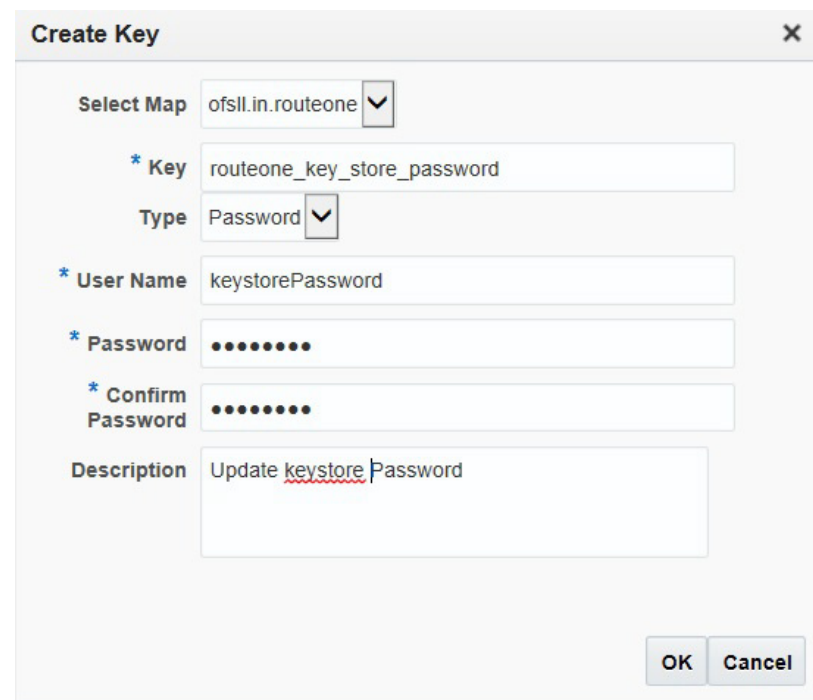 Create Key
Select Map ofsll.in.routeone
* Key routeone_key_store_password
Type Password
* User Name keystorePassword
* Password ••••••••
* Confirm
Password ••••••••
Description Update keystore Password
OK Cancel